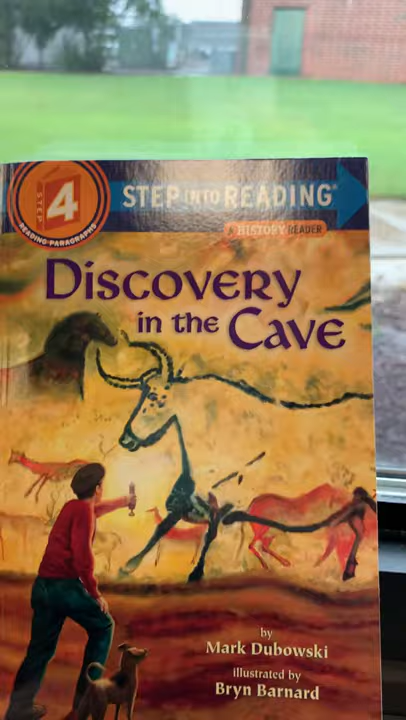 STEP 4
READING PARAGRAPHS
STEP INTO READING®
A HISTORY READER
Discovery
in the Cave
by
Mark Dubowski
illustrated by
Bryn Barnard